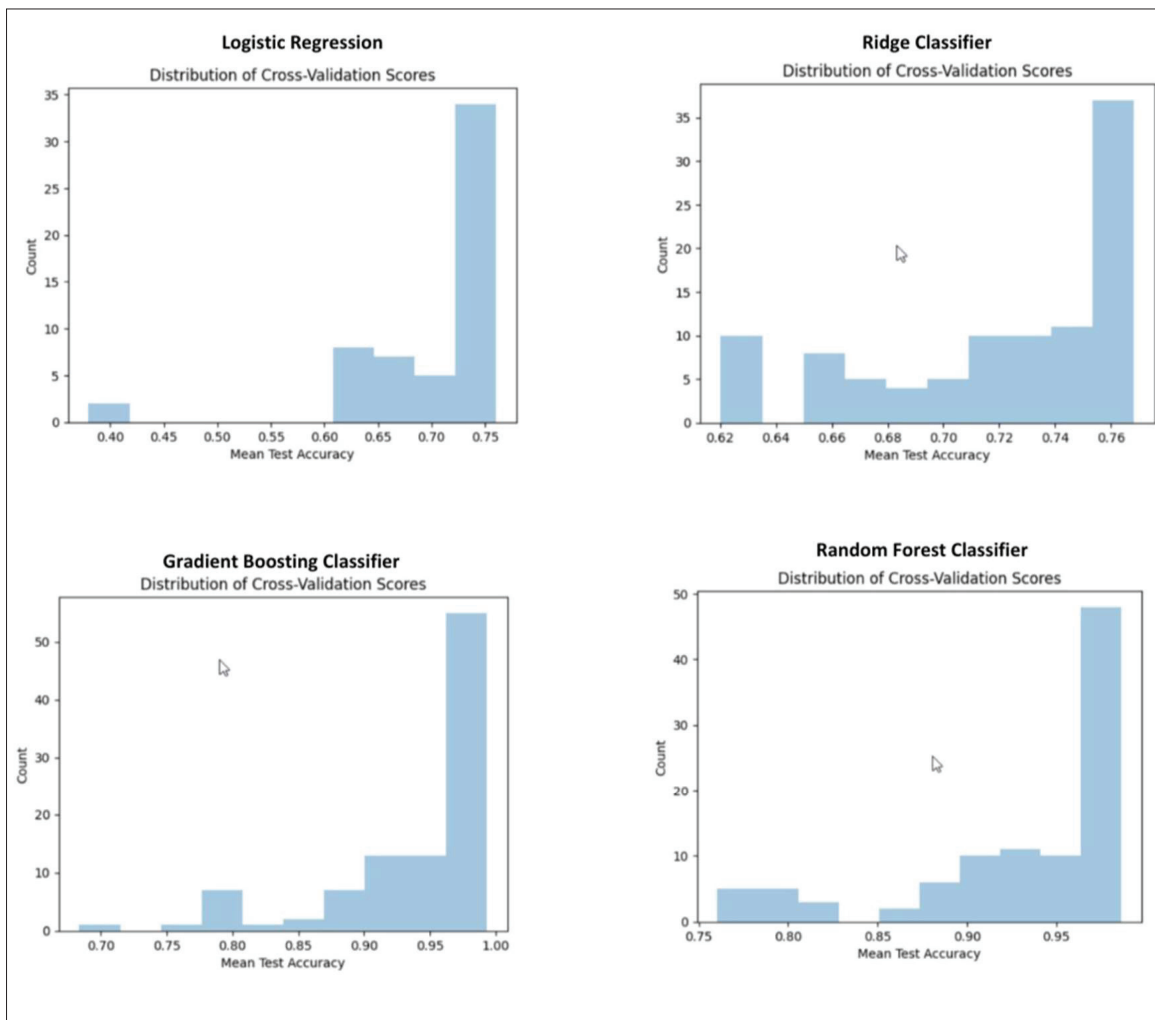 Logistic Regression
Distribution of Cross-Validation Scores
35
30
25
20
15
10
5
0
Count
0.40 0.45 0.50 0.55 0.60 0.65 0.70 0.75
Mean Test Accuracy
Ridge Classifier
Distribution of Cross-Validation Scores
35
30
25
20
15
10
5
0
Count
0.62 0.64 0.66 0.68 0.70 0.72 0.74 0.76
Mean Test Accuracy
Gradient Boosting Classifier
Distribution of Cross-Validation Scores
50
40
30
20
10
0
Count
0.70 0.75 0.80 0.85 0.90 0.95 1.00
Mean Test Accuracy
Random Forest Classifier
Distribution of Cross-Validation Scores
50
40
30
20
10
0
Count
0.75 0.80 0.85 0.90 0.95
Mean Test Accuracy